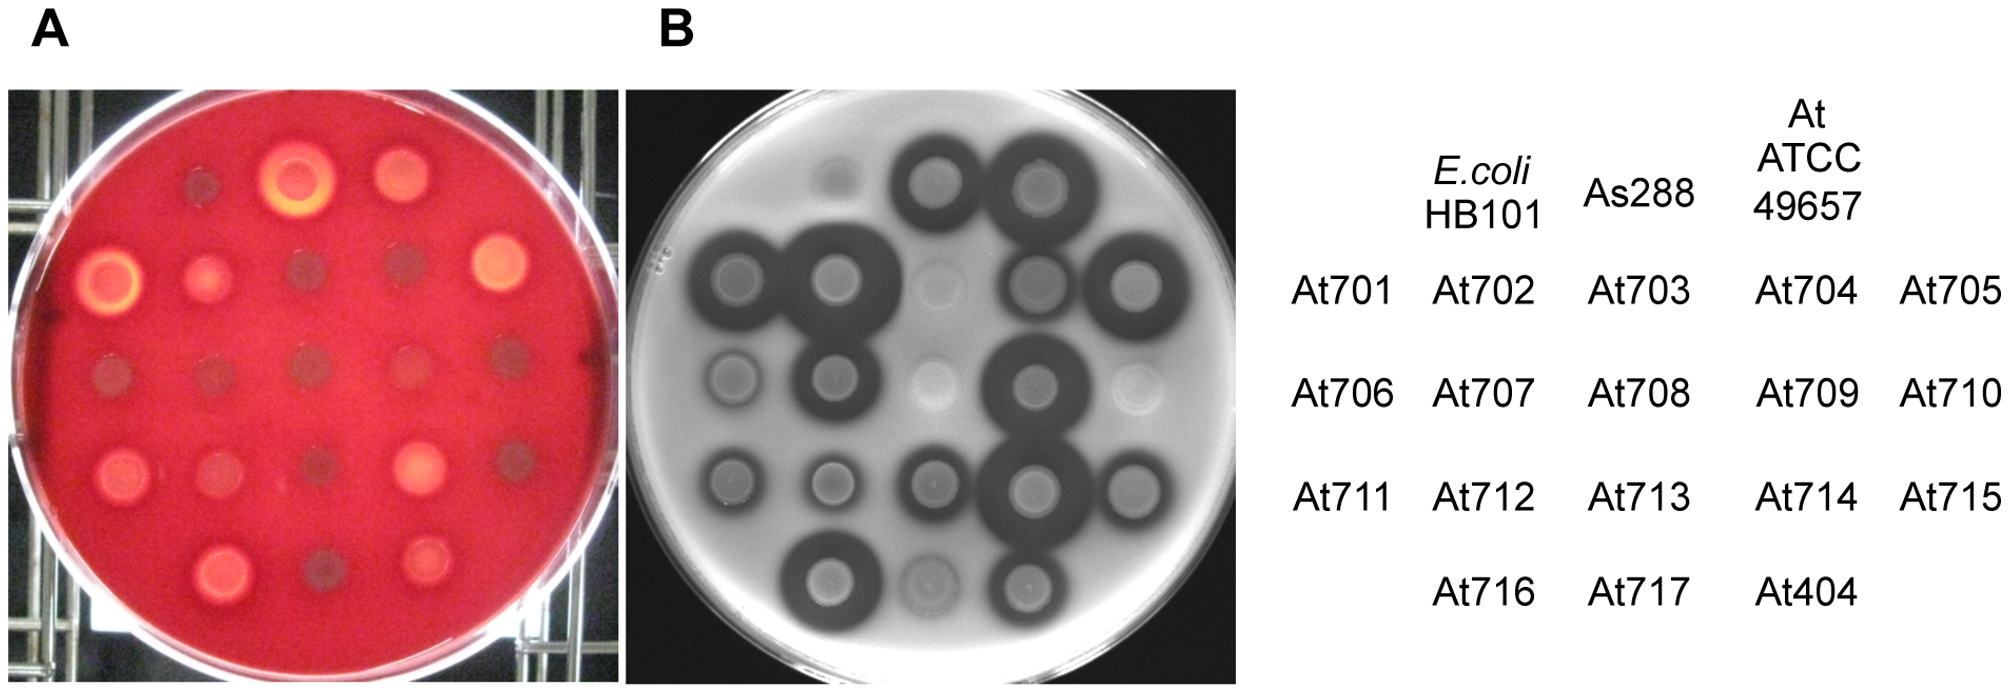 A
B
E.coli
HB101
As288
At
ATCC
49657
At701 At702 At703 At704 At705
At706 At707 At708 At709 At710
At711 At712 At713 At714 At715
At716 At717 At404